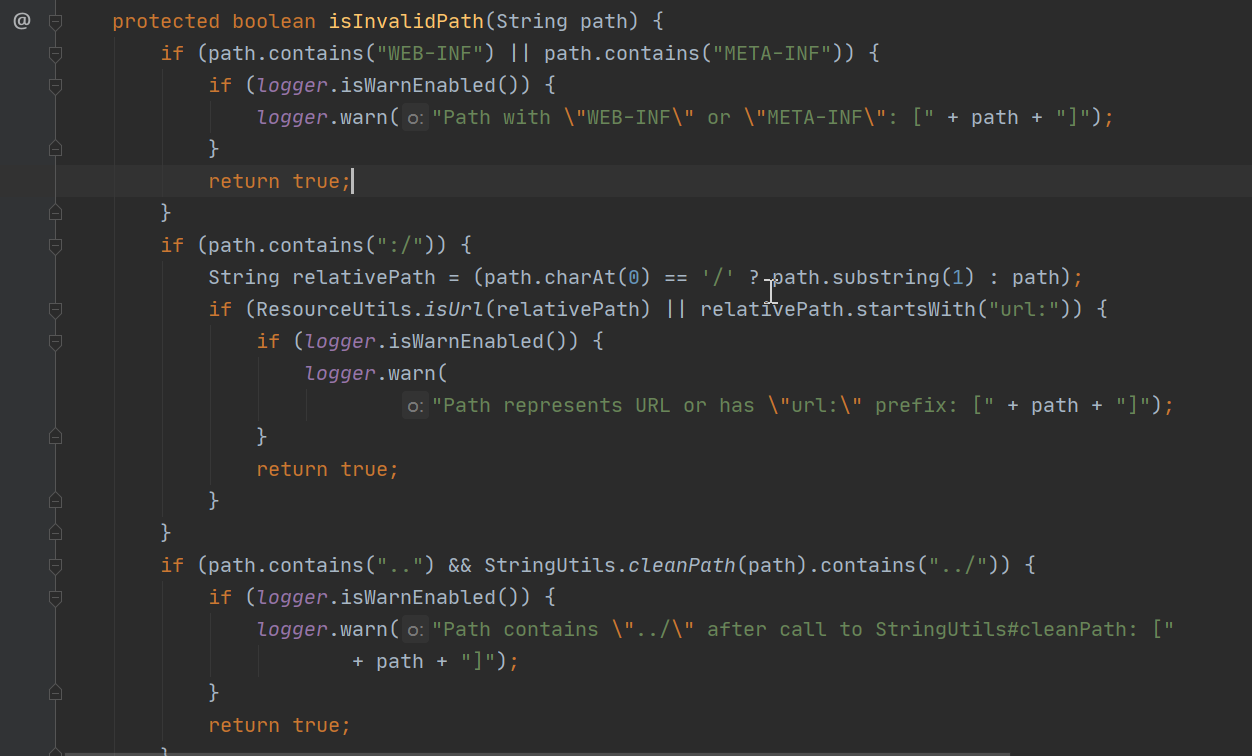 @ protected boolean isInvalidPath(String path) {
if (path.contains("WEB-INF") || path.contains("META-INF")) {
if (logger.isWarnEnabled()) {
logger.warn( o: "Path with \"WEB-INF\" or \"META-INF\": [" + path + "]");
}
return true;
}
if (path.contains(":/")) {
String relativePath = (path.charAt(0) == '/' ? path.substring(1) : path);
if (ResourceUtils.isUrl(relativePath) || relativePath.startsWith("url:")) {
if (logger.isWarnEnabled()) {
logger.warn(
o: "Path represents URL or has \"url:\" prefix: [" + path + "]");
}
return true;
}
}
if (path.contains("..") && StringUtils.cleanPath(path).contains("../")) {
if (logger.isWarnEnabled()) {
logger.warn( o: "Path contains \"../\" after call to StringUtils#cleanPath: ["
+ path + "]");
}
return true;
}